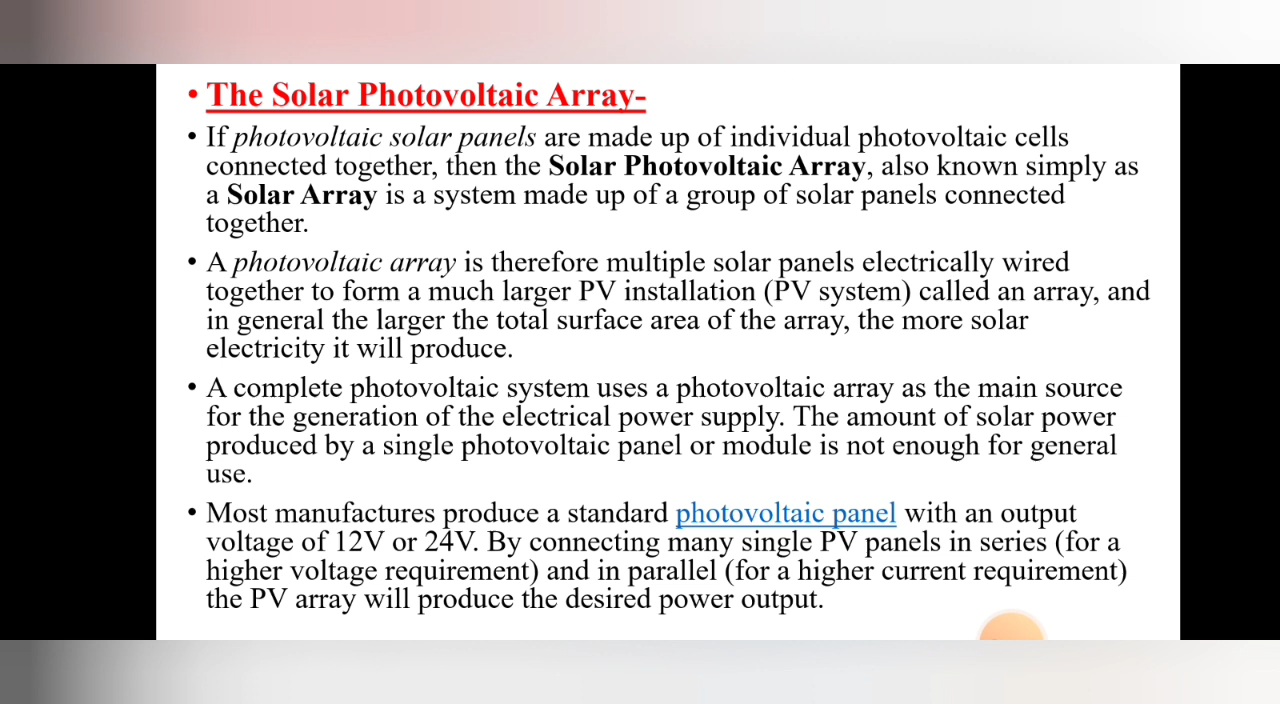 • The Solar Photovoltaic Array-
• If photovoltaic solar panels are made up of individual photovoltaic cells
connected together, then the Solar Photovoltaic Array, also known simply as
a Solar Array is a system made up of a group of solar panels connected
together.
• A photovoltaic array is therefore multiple solar panels electrically wired
together to form a much larger PV installation (PV system) called an array, and
in general the larger the total surface area of the array, the more solar
electricity it will produce.
• A complete photovoltaic system uses a photovoltaic array as the main source
for the generation of the electrical power supply. The amount of solar power
produced by a single photovoltaic panel or module is not enough for general
use.
• Most manufactures produce a standard photovoltaic panel with an output
voltage of 12V or 24V. By connecting many single PV panels in series (for a
higher voltage requirement) and in parallel (for a higher current requirement)
the PV array will produce the desired power output.